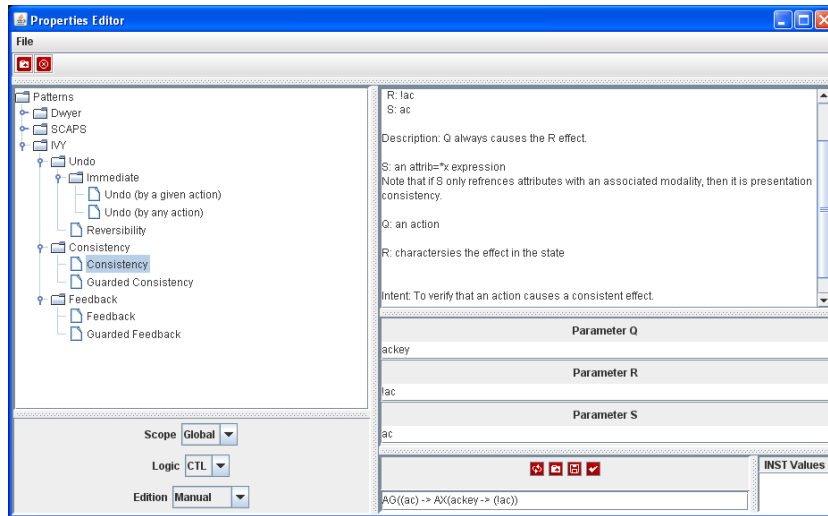 Properties Editor
File
Patterns
Dwyer
SCAPS
IVY
Undo
Immediate
Undo (by a given action)
Undo (by any action)
Reversibility
Consistency
Consistency
Guarded Consistency
Feedback
Feedback
Guarded Feedback
Scope Global
Logic CTL
Edition Manual
R: !ac
S: ac
Description: Q always causes the R effect.
S: an attrib=*x expression
Note that if S only refrences attributes with an associated modality, then it is presentation
consistency.
Q: an action
R: charactersies the effect in the state
Intent: To verify that an action causes a consistent effect.
Parameter Q
ackey
Parameter R
!ac
Parameter S
ac
INST Values
AG((ac) -> AX(ackey -> (!ac))